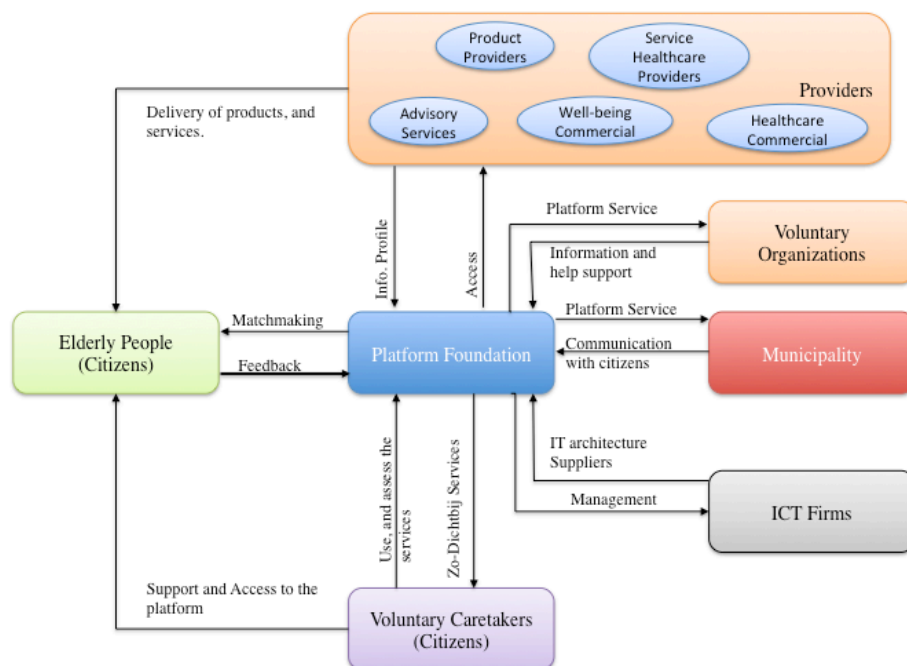 Product
Providers
Service
Healthcare
Providers
Providers
Advisory
Services
Well-being
Commercial
Healthcare
Commercial
Delivery of products, and
services.
Info. Profile
Access
Platform Service
Voluntary
Organizations
Information and
help support
Platform Service
Matchmaking
Elderly People
(Citizens)
Platform Foundation
Municipality
Communication
with citizens
Feedback
Use, and assess the
services
Zo-Dichtbij Services
IT architecture
Suppliers
Management
ICT Firms
Support and Access to the
platform
Voluntary Caretakers
(Citizens)